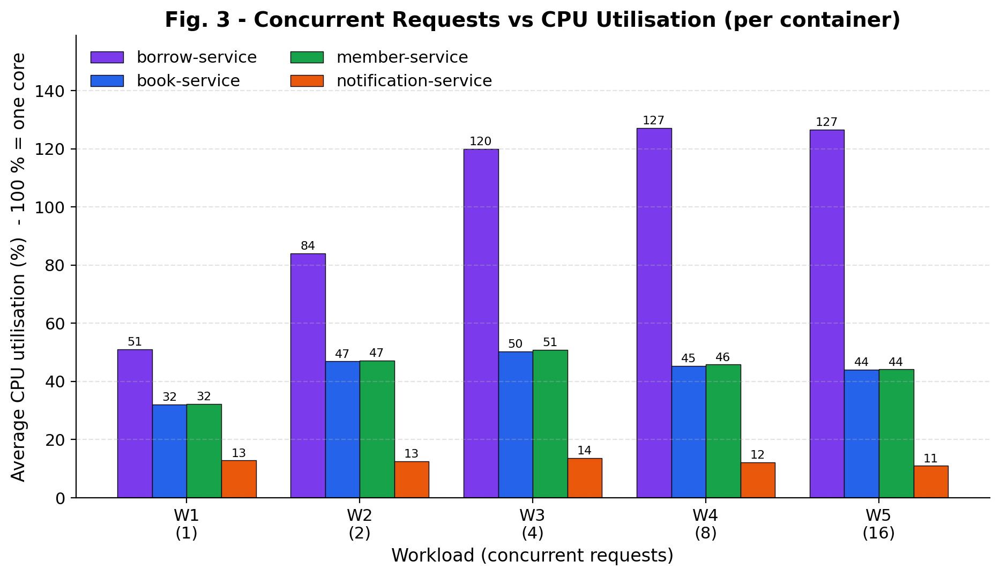 Fig. 3 - Concurrent Requests vs CPU Utilisation (per container)
borrow-service
book-service
member-service
notification-service
Average CPU utilisation (%)  - 100 % = one core
140
120
100
80
60
40
20
0
51
32
32
13
84
47
47
13
120
50
51
14
127
45
46
12
127
44
44
11
W1
(1)
W2
(2)
W3
(4)
W4
(8)
W5
(16)
Workload (concurrent requests)